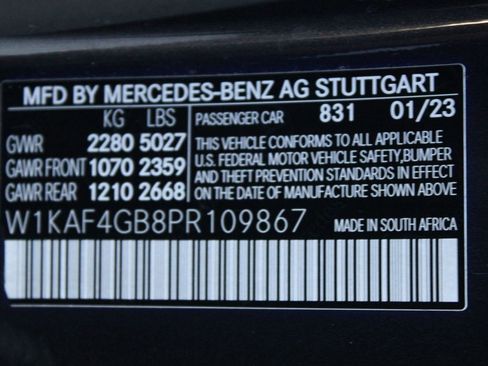 MFD BY MERCEDES-BENZ AG STUTTGART
KG LBS PASSENGER CAR 831 01/23
GVWR 2280 5027
GAWR FRONT 1070 2359
GAWR REAR 1210 2668
THIS VEHICLE CONFORMS TO ALL APPLICABLE
U.S. FEDERAL MOTOR VEHICLE SAFETY,BUMPER
AND THEFT PREVENTION STANDARDS IN EFFECT
ON THE DATE OF MANUFACTURE SHOWN ABOVE.
W1KAF4GB8PR109867 MADE IN SOUTH AFRICA